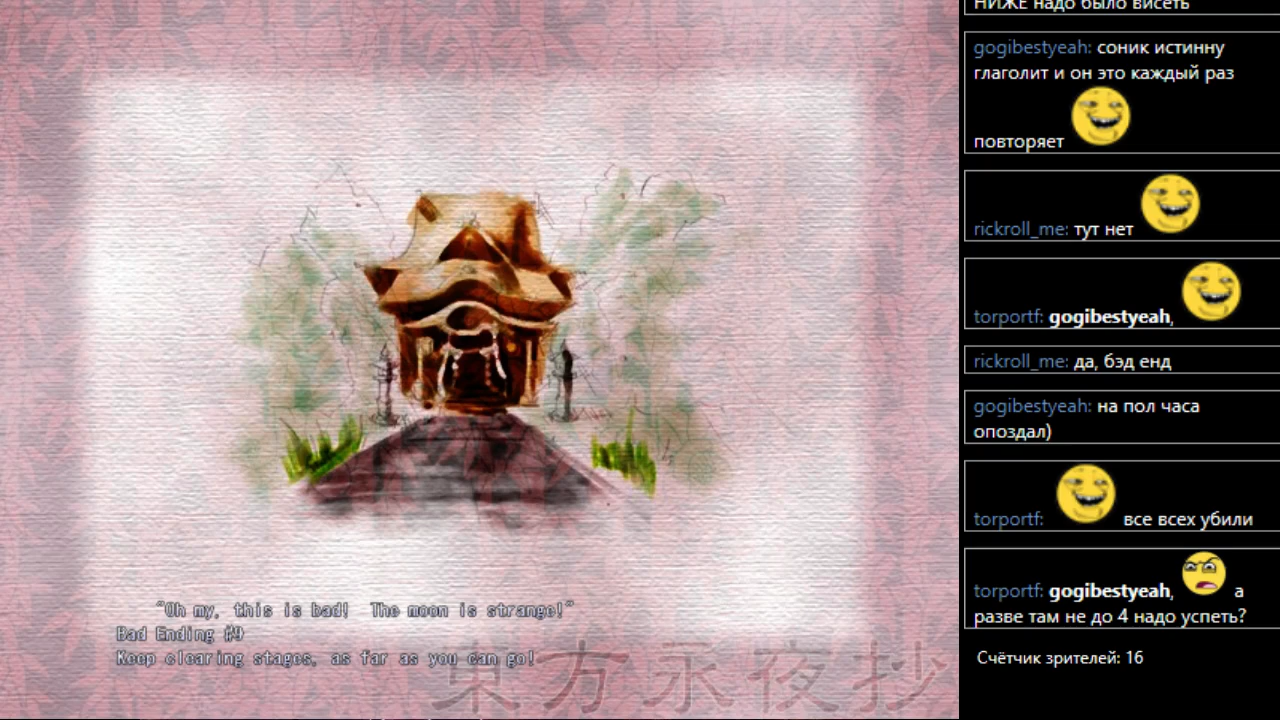 "Oh my, this is bad! The moon is strange!"
Bad Ending #9
Keep clearing stages, as far as you can go!
東方永夜抄
НИЖЕ надо было висеть
gogibestyeah: соник истинну
глаголит и он это каждый раз
повторяет
rickroll_me: тут нет
torportf: gogibestyeah,
rickroll_me: да, бэд енд
gogibestyeah: на пол часа
опоздал)
torportf: все всех убили
torportf: gogibestyeah, а
разве там не до 4 надо успеть?
Счётчик зрителей: 16